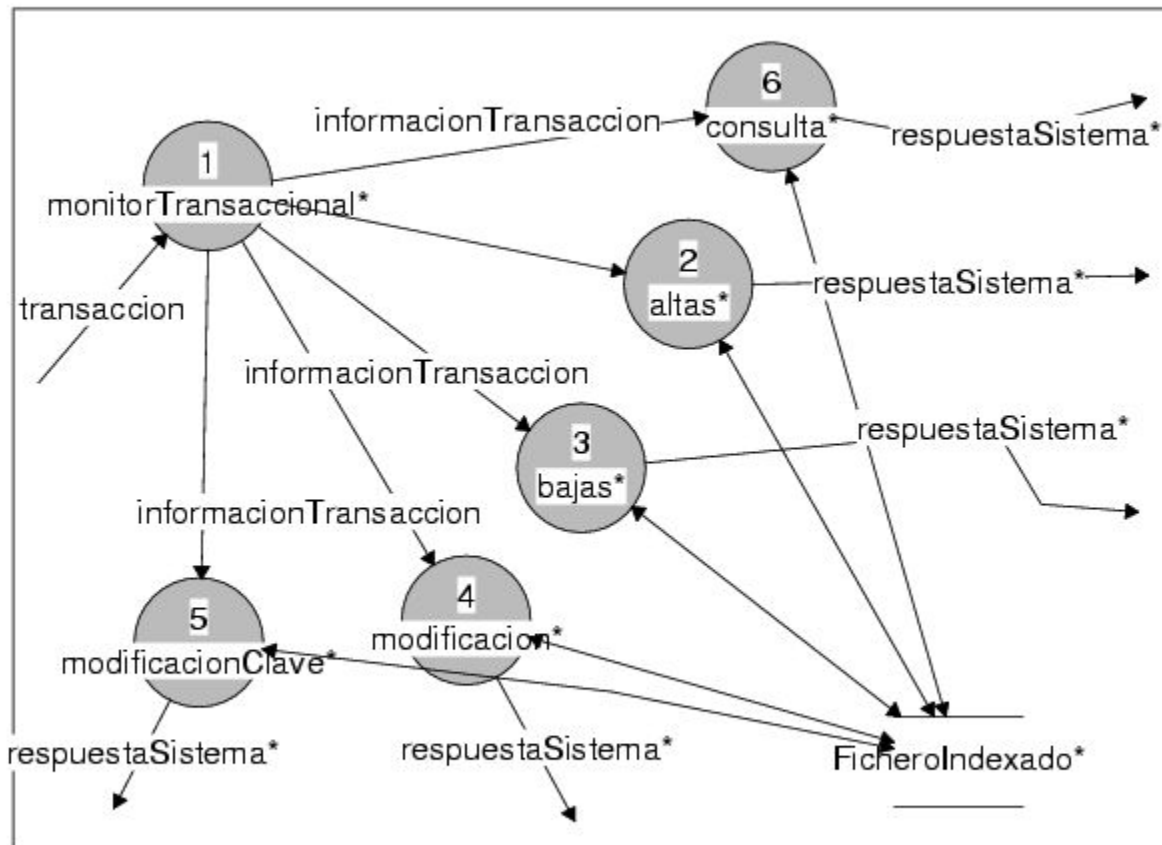 6
consulta*
informacionTransaccion
respuestaSistema*
1
monitorTransaccional*
2
altas*
respuestaSistema*
transaccion
informacionTransaccion
3
bajas*
respuestaSistema*
informacionTransaccion
5
modificacionClave*
4
modificacion*
respuestaSistema*
respuestaSistema*
FicheroIndexado*